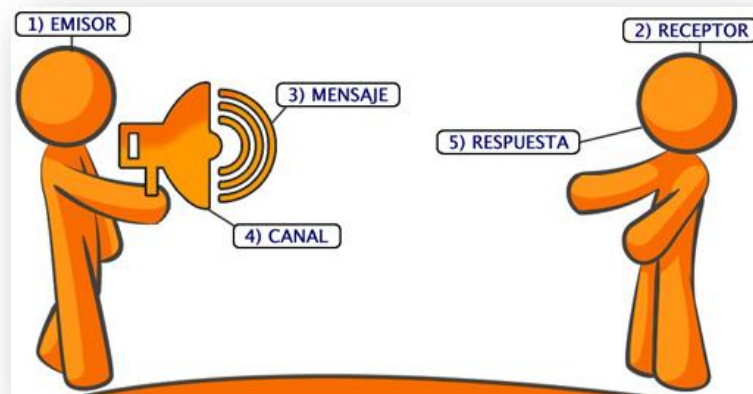 1) EMISOR
2) RECEPTOR
3) MENSAJE
5) RESPUESTA
4) CANAL